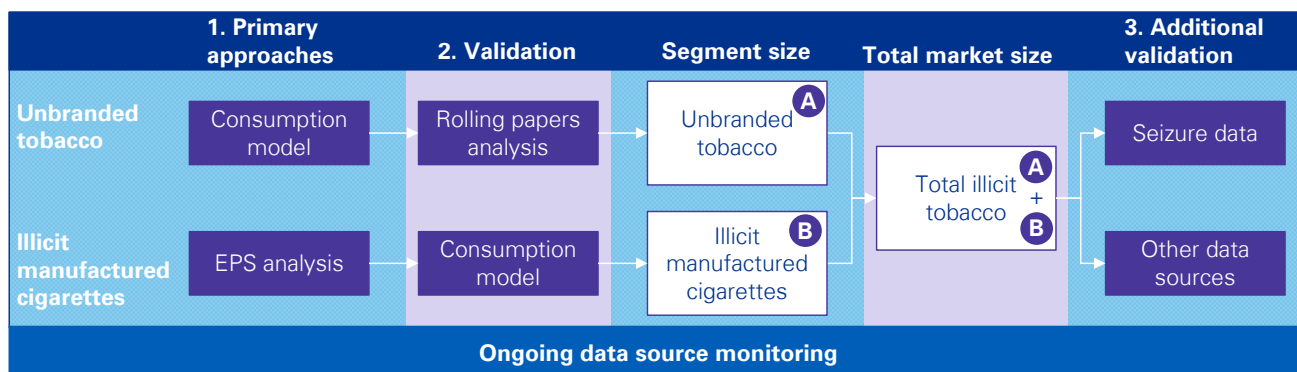 1. Primary
approaches
2. Validation
Segment size
Total market size
3. Additional
validation
Unbranded
tobacco
Consumption
model
Rolling papers
analysis
A
Unbranded
tobacco
Illicit
manufactured
cigarettes
EPS analysis
Consumption
model
B
Illicit
manufactured
cigarettes
Total illicit
tobacco
A
+
B
Seizure data
Other data
sources
Ongoing data source monitoring